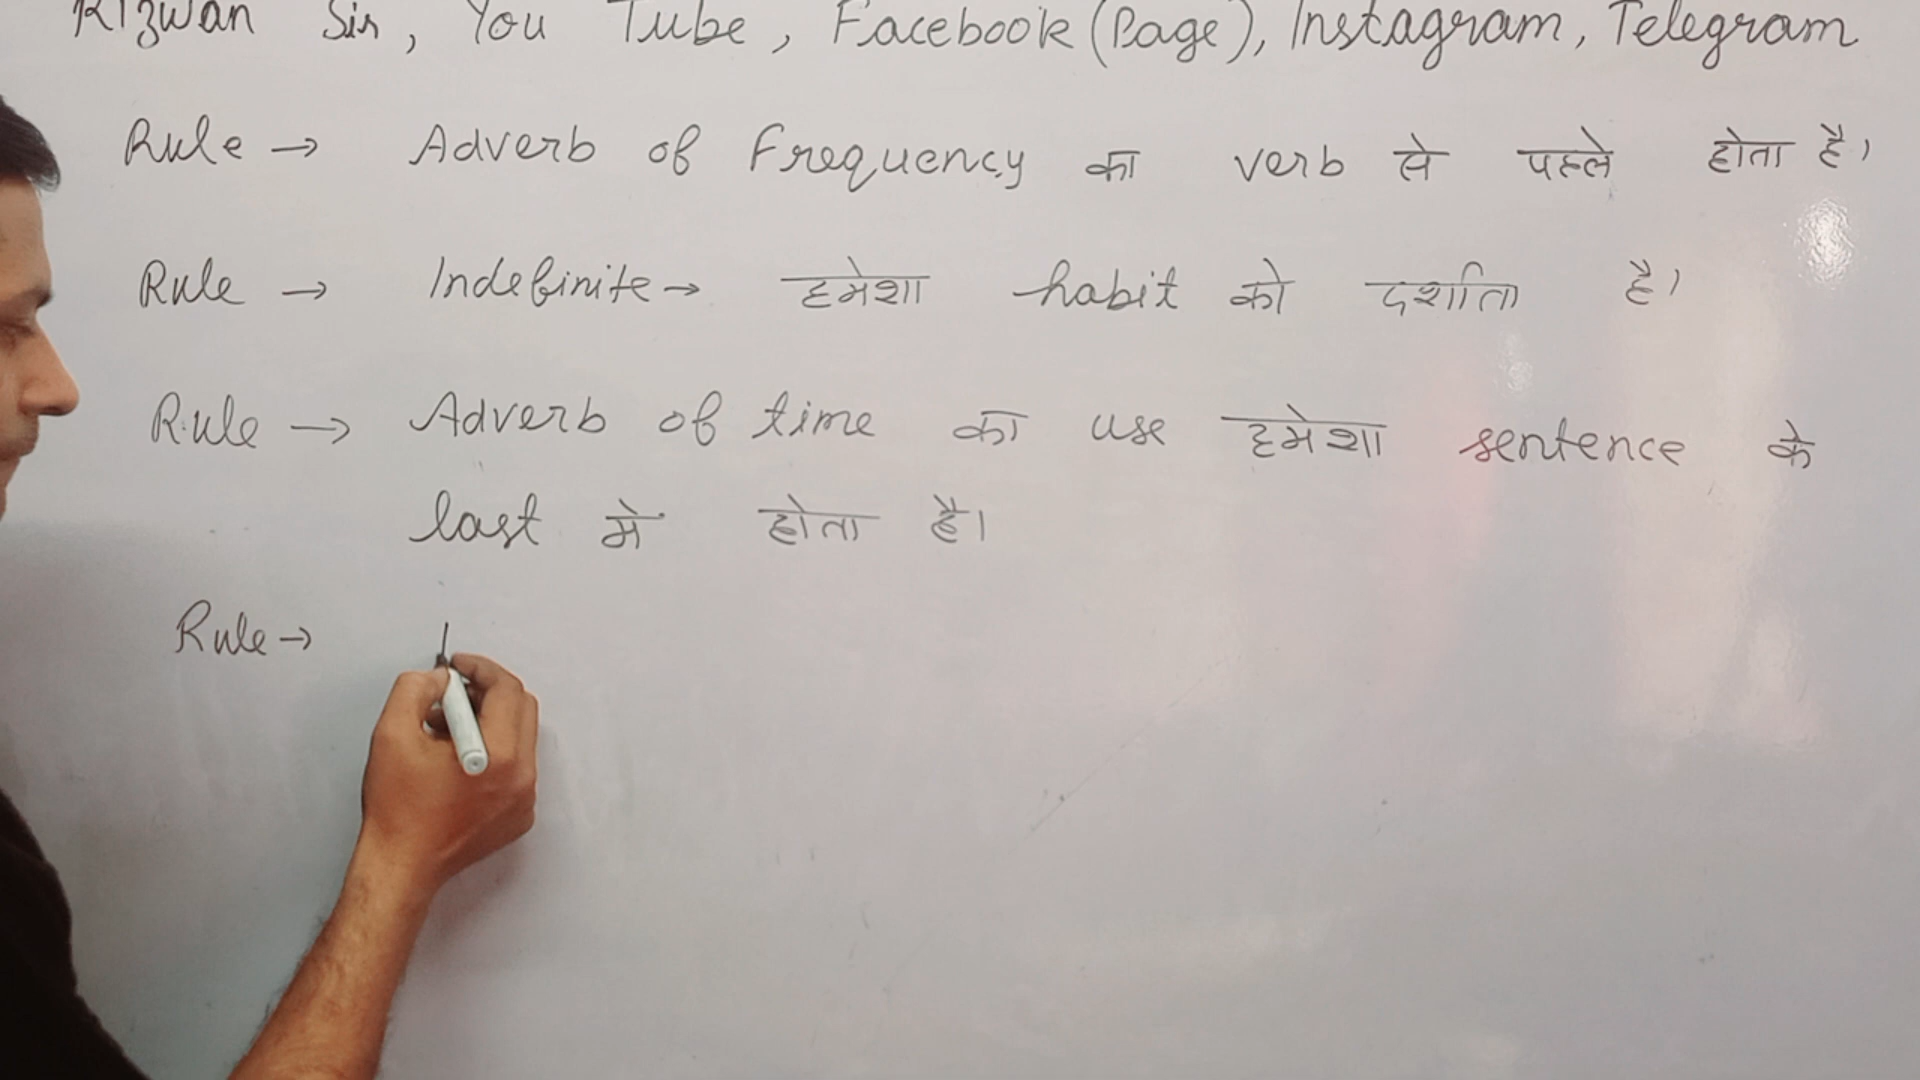 Rizwan Sir, You Tube, Facebook (Page), Instagram, Telegram
Rule → Adverb of Frequency का verb से पहले होता है।
Rule → Indefinite → हमेशा habit को दर्शाता है।
Rule → Adverb of time का use हमेशा sentence के
last मे होता है।
Rule →